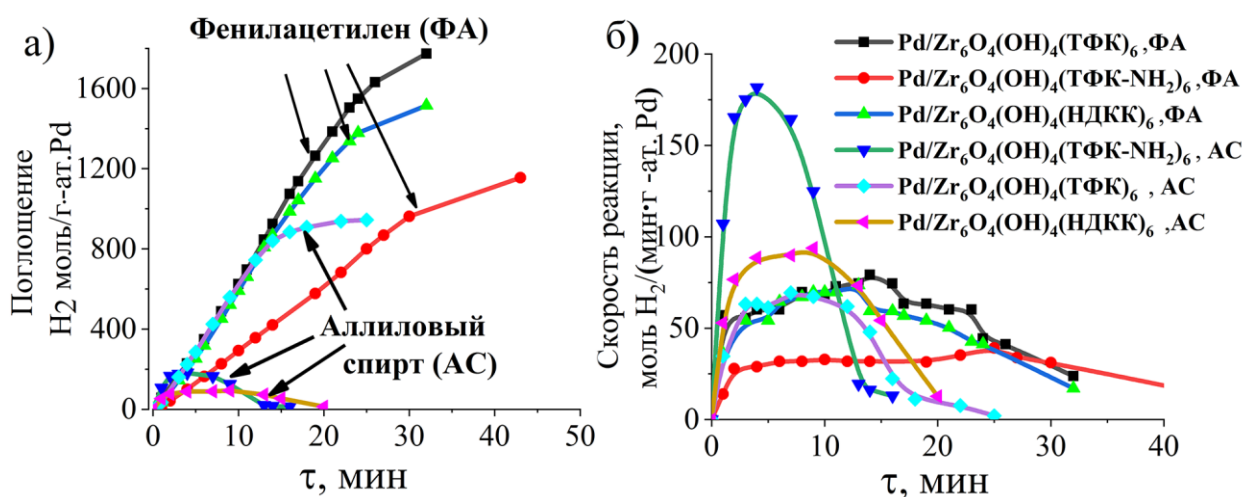 а)
Фенилацетилен (ФА)
Поглощение
H2 моль/г--ат.Pd
1600
1200
800
400
0
Аллиловый
спирт (АС)
0 10 20 30 40 50
τ, мин
б)
Скорость реакции,
моль H₂/(мин·г -ат.Pd)
200
150
100
50
0
Pd/Zr₆O₄(OH)₄(ТФК)₆ ,ФА
Pd/Zr₆O₄(OH)₄(ТФК-NH₂)₆ ,ФА
Pd/Zr₆O₄(OH)₄(НДКК)₆ ,ФА
Pd/Zr₆O₄(OH)₄(ТФК-NH₂)₆ , АС
Pd/Zr₆O₄(OH)₄(ТФК)₆ , АС
Pd/Zr₆O₄(OH)₄(НДКК)₆ ,АС
0 10 20 30 40
τ, мин